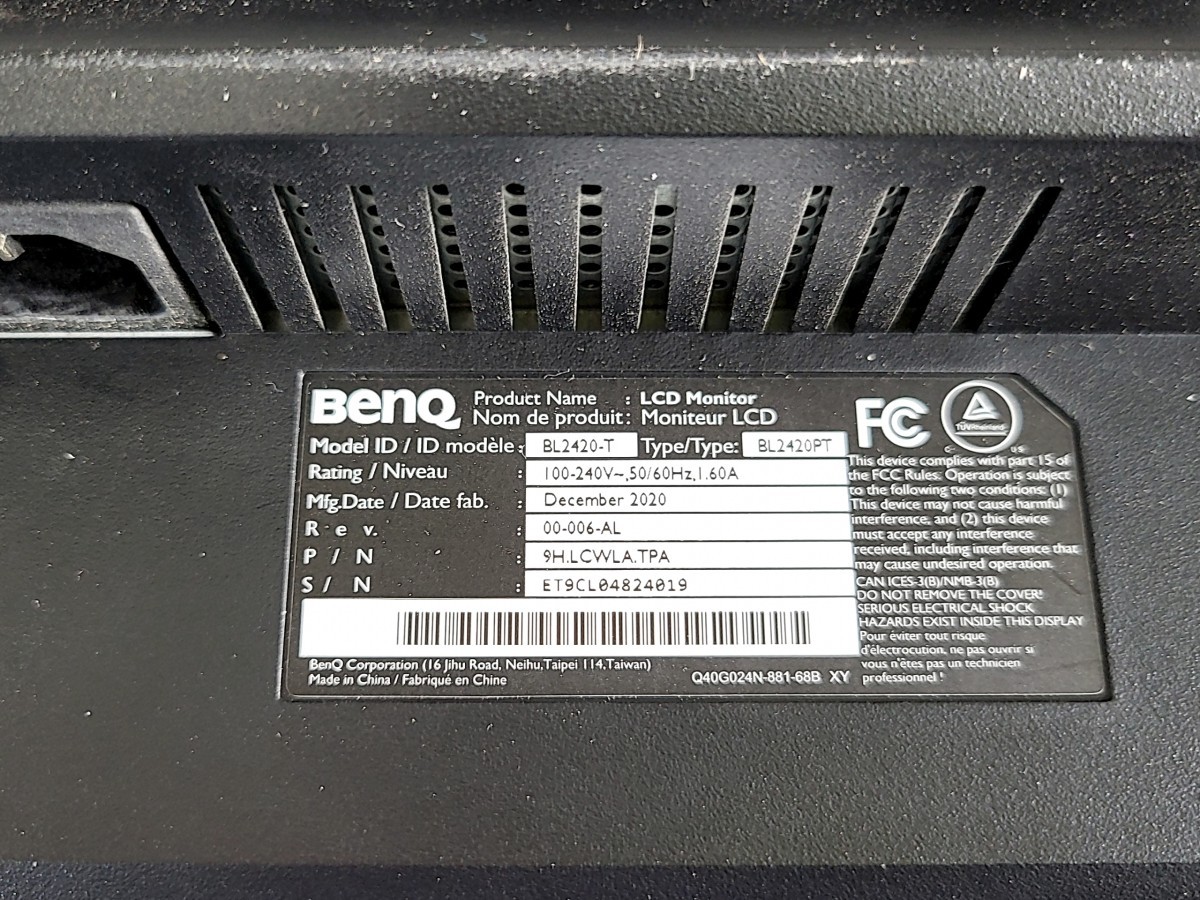 BenQ
Product Name : LCD Monitor
Nom de produit: Moniteur LCD
Model ID / ID modèle: BL2420-T Type/Type: BL2420PT
Rating / Niveau : 100-240V~,50/60Hz,1.60A
Mfg.Date / Date fab. : December 2020
Rev. : 00-006-AL
P / N : 9H.LCWLA.TPA
S / N : ET9CL04824019
BenQ Corporation (16 Jihu Road, Neihu,Taipei 114,Taiwan)
Made in China / Fabriqué en Chine
Q40G024N-881-68B XY
FC
TÜVRheinland
C US
This device complies with part 15 of
the FCC Rules. Operation is subject
to the following two conditions: (1)
This device may not cause harmful
interference, and (2) this device
must accept any interference
received, including interference that
may cause undesired operation.
CAN ICES-3(B)/NMB-3(B)
DO NOT REMOVE THE COVER!
SERIOUS ELECTRICAL SHOCK
HAZARDS EXIST INSIDE THIS DISPLAY
Pour éviter tout risque
d'électrocution, ne pas ouvrir si
vous n'êtes pas un technicien
professionnel !